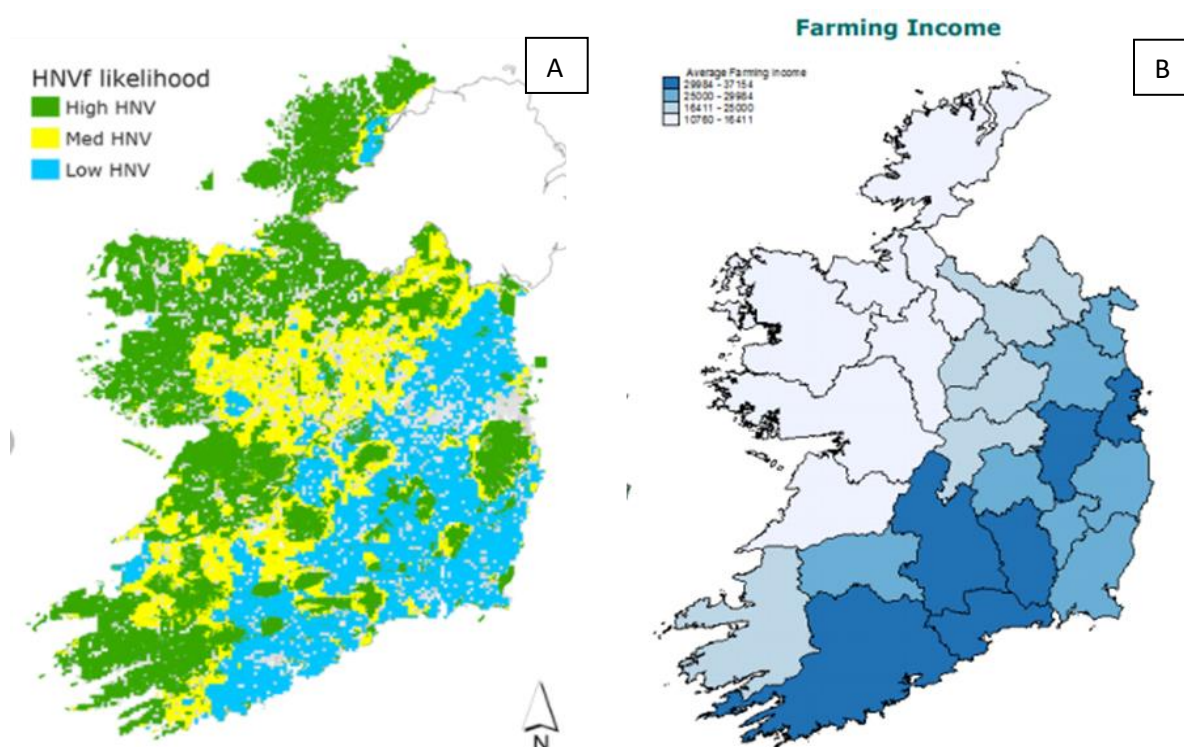 HNVf likelihood
High HNV
Med HNV
Low HNV
A
N
Farming Income
B
Average Farming Income
29984 - 37154
25000 - 29984
16411 - 25000
10760 - 16411